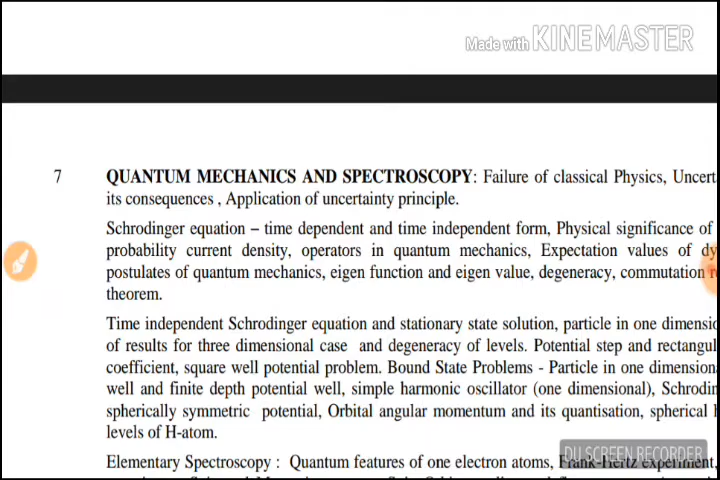 Made with KINEMASTER
7 QUANTUM MECHANICS AND SPECTROSCOPY: Failure of classical Physics,
its consequences , Application of uncertainty principle.
Schrodinger equation – time dependent and time independent form, Physical significance of
probability current density, operators in quantum mechanics, Expectation values of
postulates of quantum mechanics, eigen function and eigen value, degeneracy, commutation
theorem.
Time independent Schrodinger equation and stationary state solution, particle in one
of results for three dimensional case and degeneracy of levels. Potential step and
coefficient, square well potential problem. Bound State Problems - Particle in one
well and finite depth potential well, simple harmonic oscillator (one dimensional),
spherically symmetric potential, Orbital angular momentum and its quantisation, spherical
levels of H-atom.
Elementary Spectroscopy : Quantum features of one electron atoms, Frank-Hertz experiment,
DU SCREEN RECORDER